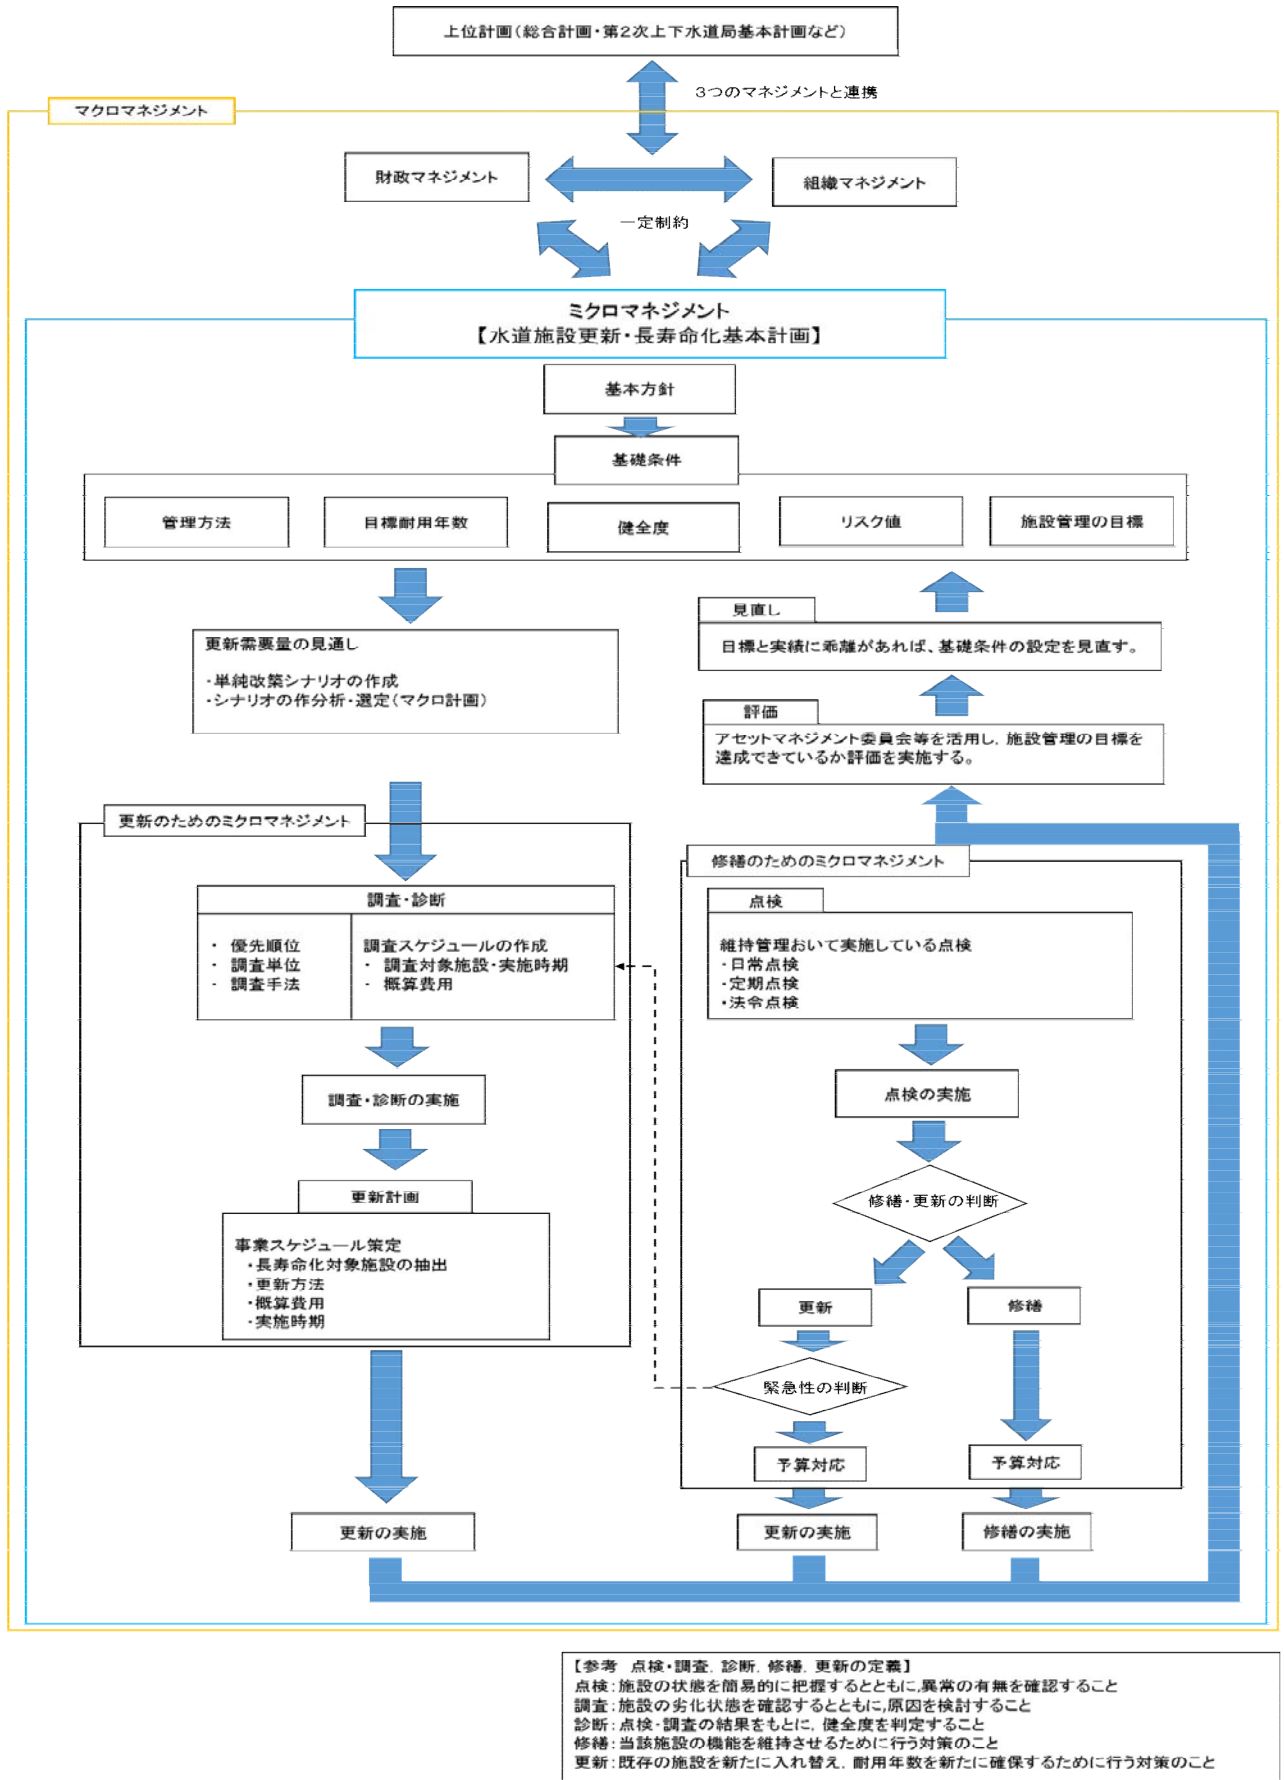 上位計画(総合計画・第2次上下水道局基本計画など)
3つのマネジメントと連携
マクロマネジメント
財政マネジメント
組織マネジメント
一定制約
ミクロマネジメント
【水道施設更新・長寿命化基本計画】
基本方針
基礎条件
管理方法
目標耐用年数
健全度
リスク値
施設管理の目標
更新需要量の見通し
・単純改築シナリオの作成
・シナリオの作分析・選定(マクロ計画)
見直し
目標と実績に乖離があれば、基礎条件の設定を見直す。
評価
アセットマネジメント委員会等を活用し,施設管理の目標を
達成できているか評価を実施する。
更新のためのミクロマネジメント
調査・診断
・ 優先順位
・ 調査単位
・ 調査手法
調査スケジュールの作成
・ 調査対象施設・実施時期
・ 概算費用
調査・診断の実施
更新計画
事業スケジュール策定
・長寿命化対象施設の抽出
・更新方法
・概算費用
・実施時期
更新の実施
修繕のためのミクロマネジメント
点検
維持管理おいて実施している点検
・日常点検
・定期点検
・法令点検
点検の実施
修繕・更新の判断
更新
修繕
緊急性の判断
予算対応
予算対応
更新の実施
修繕の実施
【参考 点検・調査,診断,修繕,更新の定義】
点検:施設の状態を簡易的に把握するとともに,異常の有無を確認すること
調査:施設の劣化状態を確認するとともに,原因を検討すること
診断:点検・調査の結果をもとに,健全度を判定すること
修繕:当該施設の機能を維持させるために行う対策のこと
更新:既存の施設を新たに入れ替え,耐用年数を新たに確保するために行う対策のこと